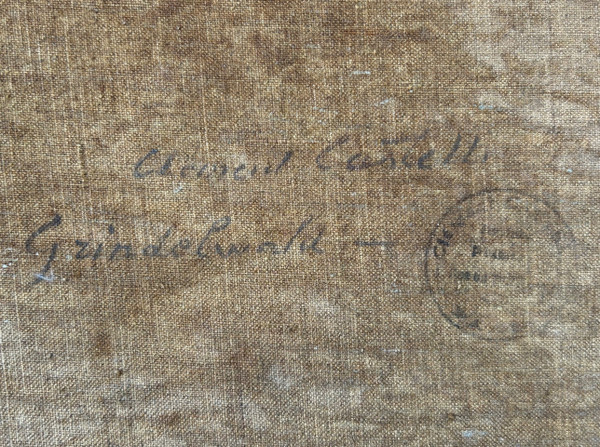 Clement Castelli
Grindelwald —